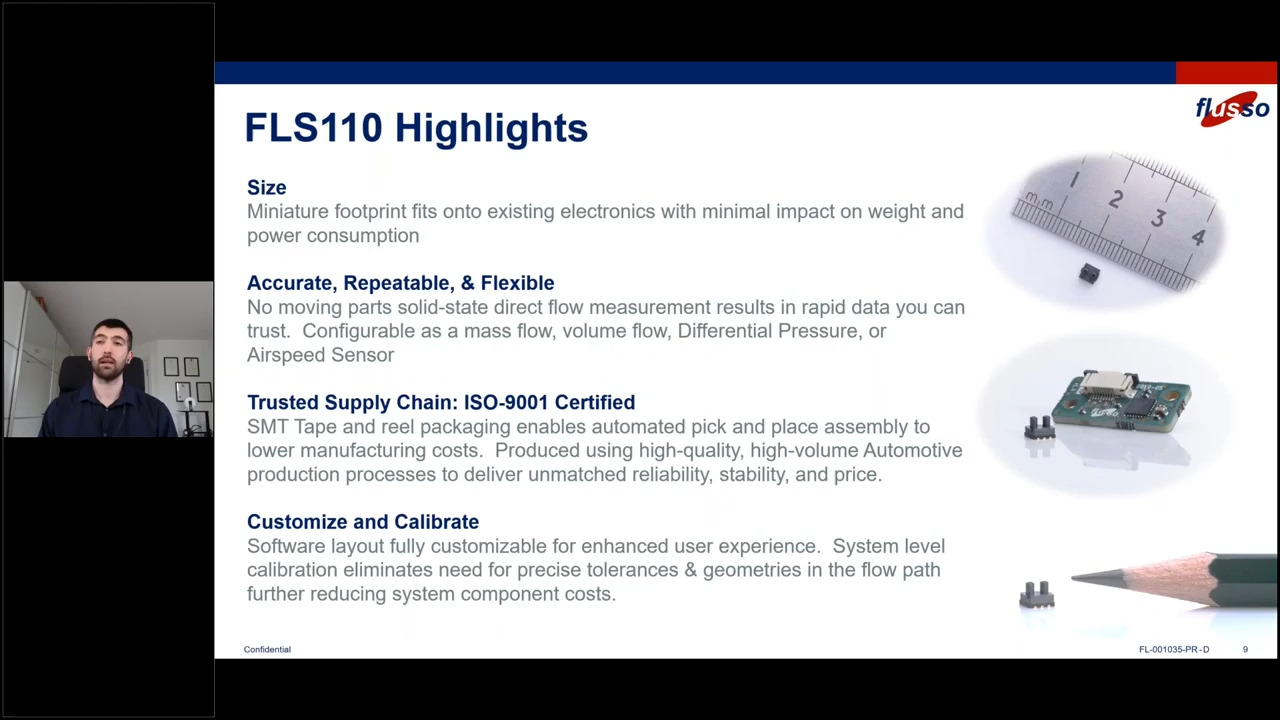 FLS110 Highlights
flusso
Size
Miniature footprint fits onto existing electronics with minimal impact on weight and
power consumption
Accurate, Repeatable, & Flexible
No moving parts solid-state direct flow measurement results in rapid data you can
trust.  Configurable as a mass flow, volume flow, Differential Pressure, or
Airspeed Sensor
Trusted Supply Chain: ISO-9001 Certified
SMT Tape and reel packaging enables automated pick and place assembly to
lower manufacturing costs.  Produced using high-quality, high-volume Automotive
production processes to deliver unmatched reliability, stability, and price.
Customize and Calibrate
Software layout fully customizable for enhanced user experience.  System level
calibration eliminates need for precise tolerances & geometries in the flow path
further reducing system component costs.
mm 1 2 3 4
Confidential
FL-001035-PR-D 9